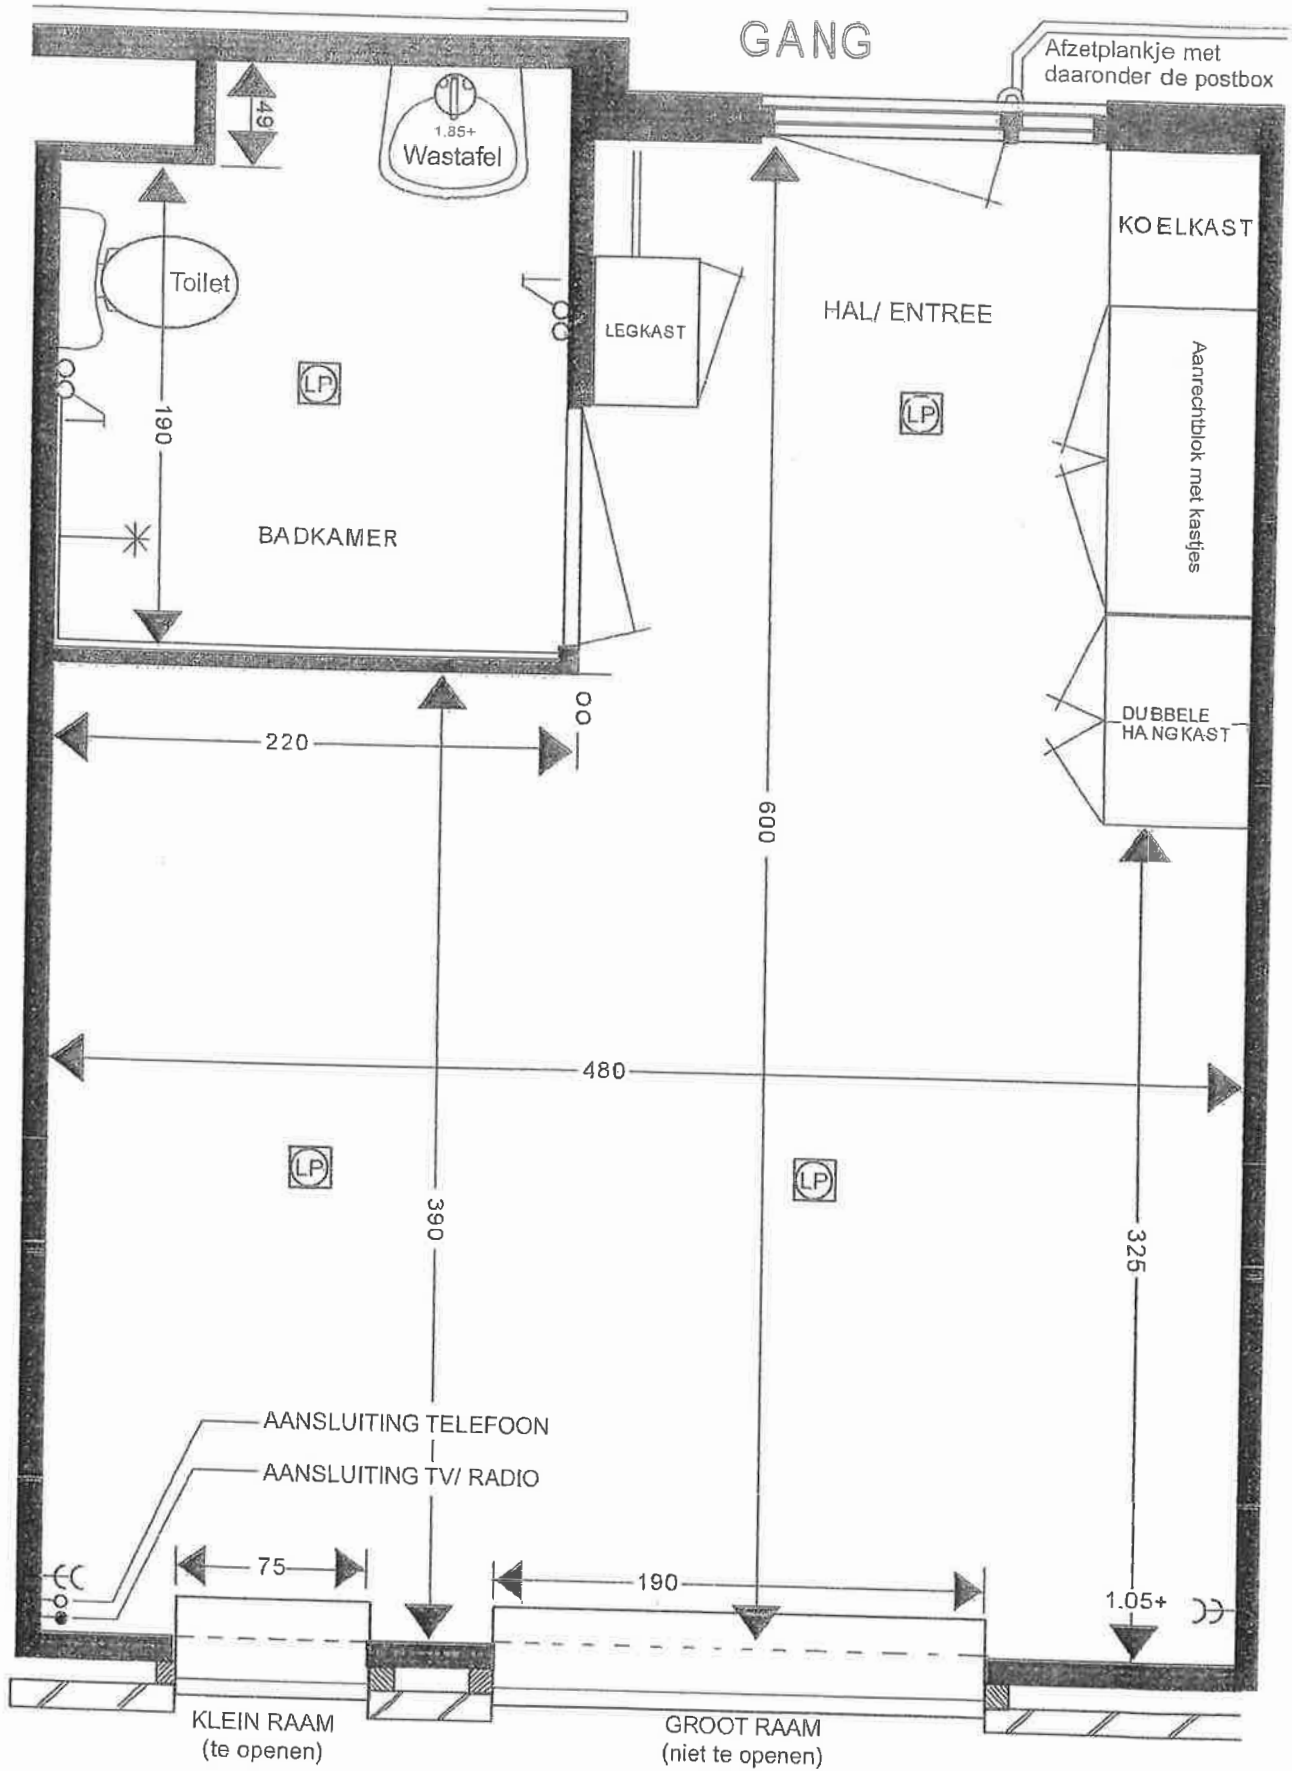 GANG
Afzetplankje met
daaronder de postbox
49
1.85+
Wastafel
KOELKAST
Toilet
HAL/ ENTREE
LEGKAST
LP
LP
Aanrechtblok met kastjes
190
BADKAMER
DUBBELE
HANGKAST
220
600
480
LP
LP
390
325
AANSLUITING TELEFOON
AANSLUITING TV/ RADIO
75
190
1.05+
KLEIN RAAM
(te openen)
GROOT RAAM
(niet te openen)